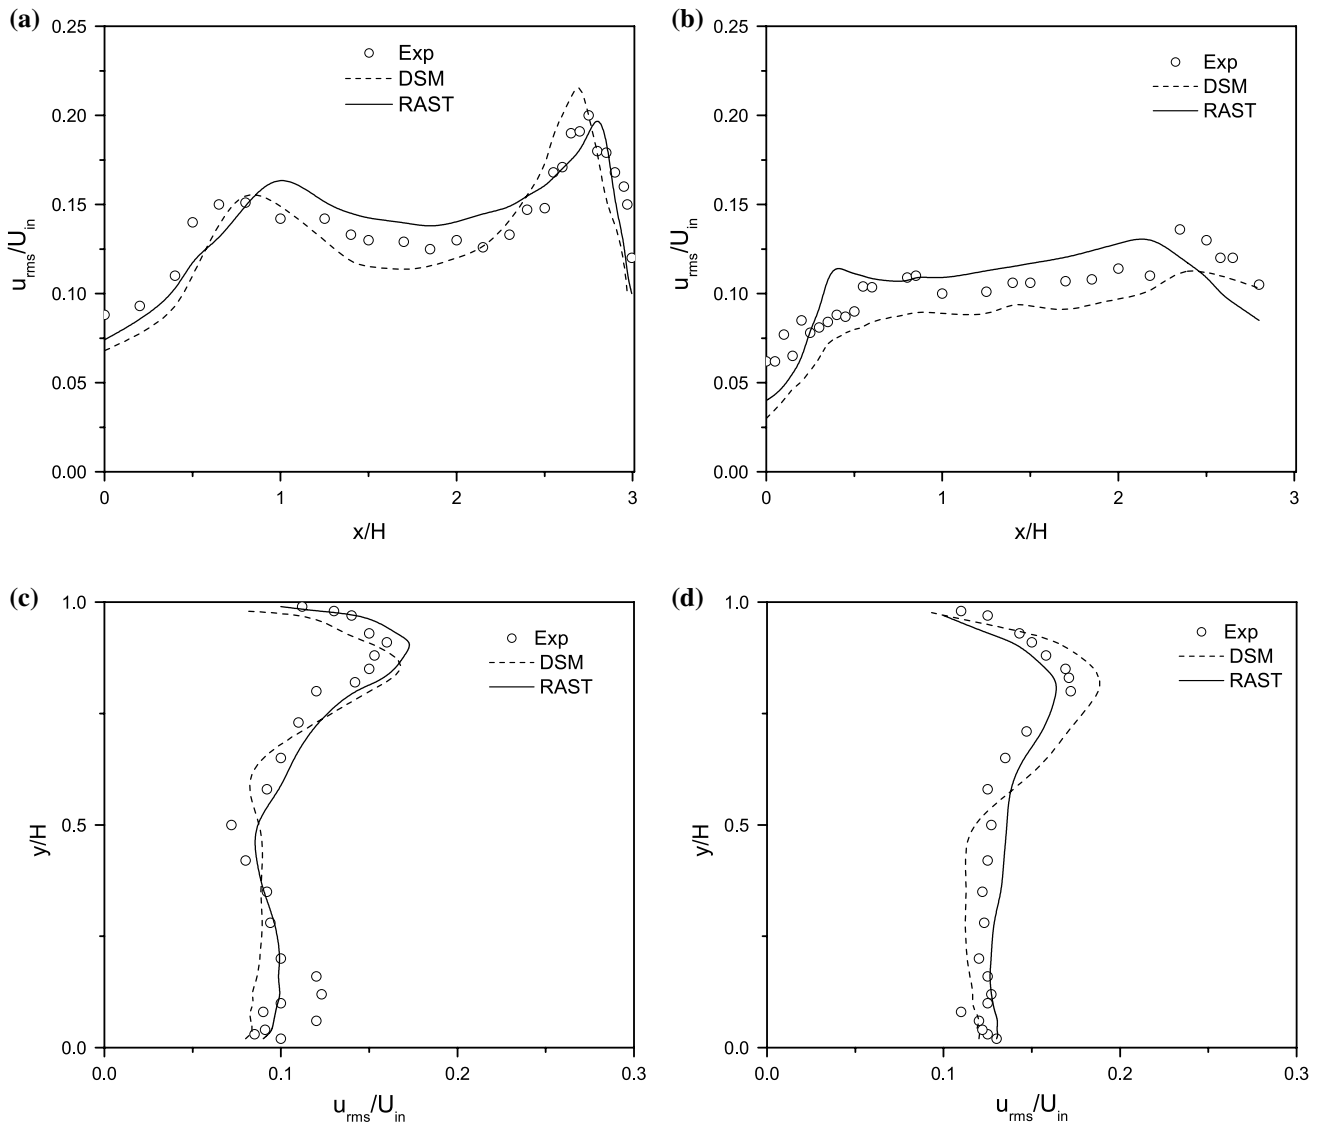 (a)
0.25
0.20
0.15
0.10
0.05
0.00
u_rms/U_in
0
1
2
3
x/H
Exp
DSM
RAST
(b)
0.25
0.20
0.15
0.10
0.05
0.00
u_rms/U_in
0
1
2
3
x/H
Exp
DSM
RAST
(c)
1.0
0.5
0.0
y/H
0.0
0.1
0.2
0.3
u_rms/U_in
Exp
DSM
RAST
(d)
1.0
0.5
0.0
y/H
0.0
0.1
0.2
0.3
u_rms/U_in
Exp
DSM
RAST